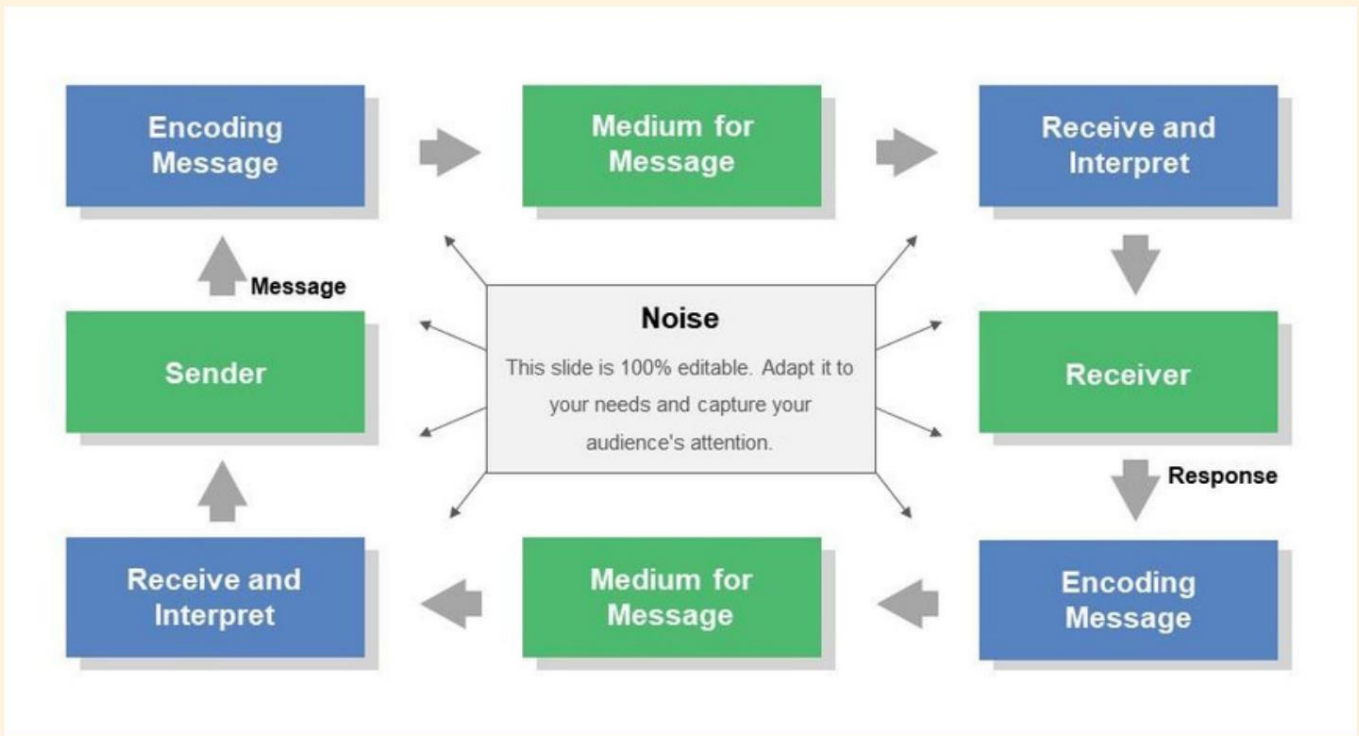 Encoding
Message
Medium for
Message
Receive and
Interpret
Message
Sender
Noise
This slide is 100% editable. Adapt it to
your needs and capture your
audience's attention.
Receiver
Response
Receive and
Interpret
Medium for
Message
Encoding
Message